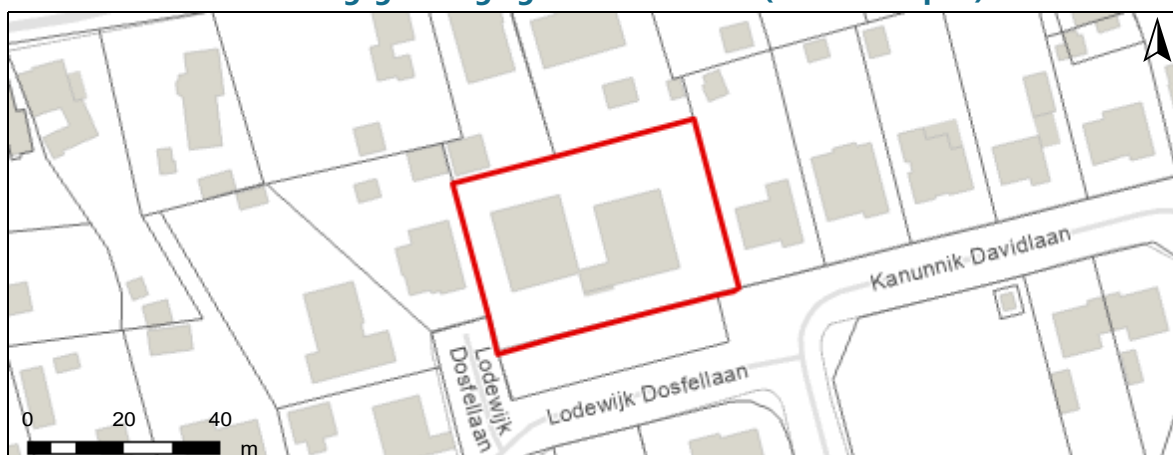 Kanunnik Davidlaan
Lodewijk Dosfellaan
Lodewijk
Dosfellaan
0 20 40
m